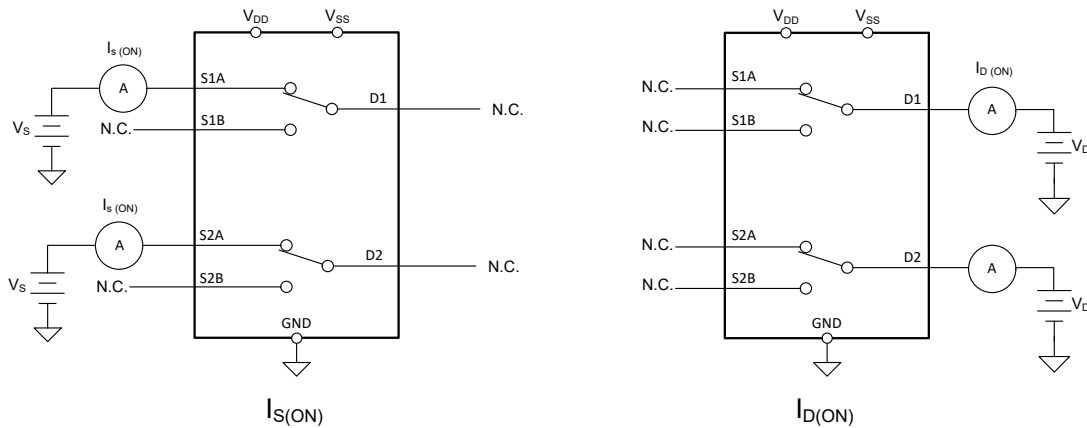 VDD VSS
Is (ON)
A
S1A
D1
N.C.
VS
N.C.
S1B
Is (ON)
A
S2A
D2
N.C.
VS
N.C.
S2B
GND
IS(ON)
VDD VSS
N.C.
S1A
ID (ON)
D1
A
N.C.
S1B
VD
N.C.
S2A
D2
A
N.C.
S2B
VD
GND
ID(ON)